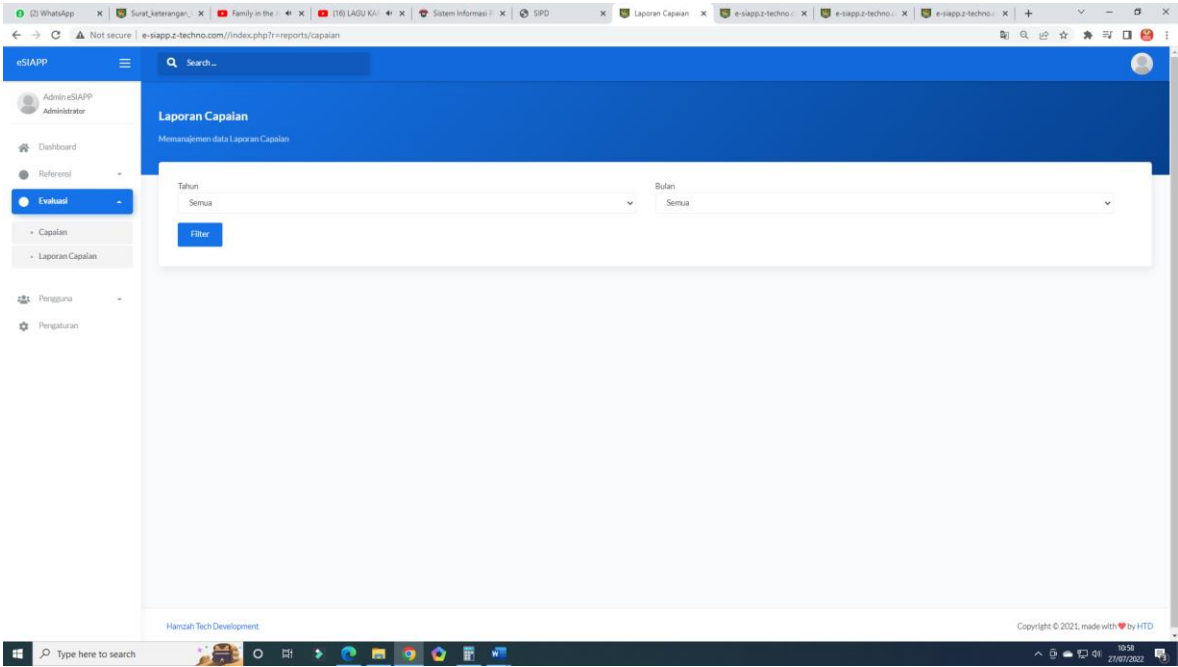 (2) WhatsApp
Surat_keterangan_
Family in the
(16) LAGU KA
Sistem Informasi P
SIPD
Laporan Capaian
e-siapp.z-techno.c
e-siapp.z-techno.c
e-siapp.z-techno.c
Not secure | e-siapp.z-techno.com//index.php?r=reports/capaian
eSIAPP
Search...
Admin eSIAPP
Administrator
Dashboard
Referensi
Evaluasi
Capaian
Laporan Capaian
Pengguna
Pengaturan
Laporan Capaian
Memanajemen data Laporan Capaian
Tahun
Semua
Bulan
Semua
Filter
Hamzah Tech Development
Copyright © 2021, made with ❤ by HTD
Type here to search
10:58
27/07/2022